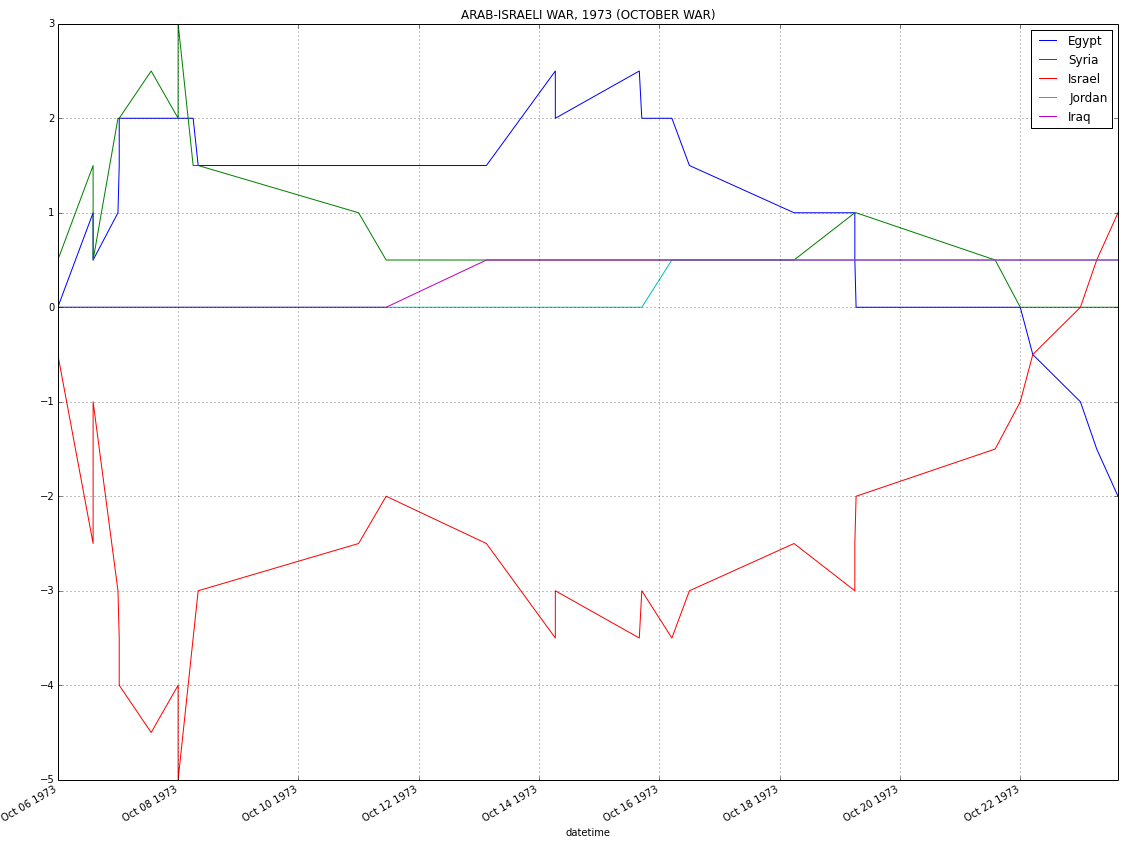 ARAB-ISRAELI WAR, 1973 (OCTOBER WAR)
3
2
1
0
−1
−2
−3
−4
−5
Egypt
Syria
Israel
Jordan
Iraq
Oct 06 1973
Oct 08 1973
Oct 10 1973
Oct 12 1973
Oct 14 1973
Oct 16 1973
Oct 18 1973
Oct 20 1973
Oct 22 1973
datetime